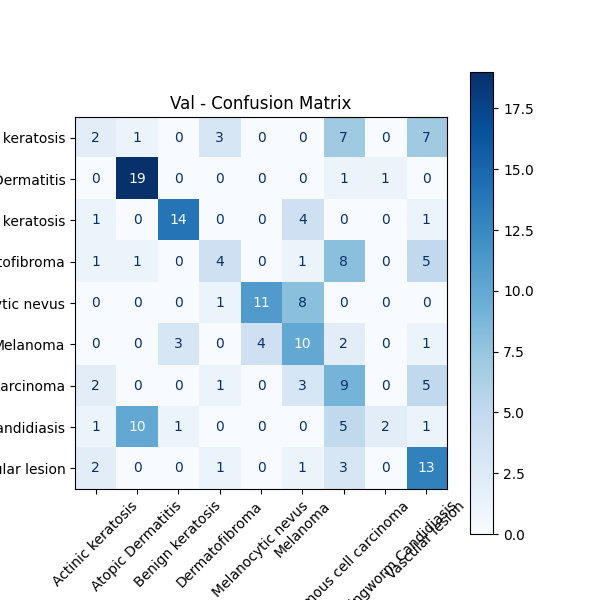 Val - Confusion Matrix
keratosis 2 1 0 3 0 0 7 0 7
Dermatitis 0 19 0 0 0 0 1 1 0
keratosis 1 0 14 0 0 4 0 0 1
tofibroma 1 1 0 4 0 1 8 0 5
tic nevus 0 0 0 1 11 8 0 0 0
Melanoma 0 0 3 0 4 10 2 0 1
arcinoma 2 0 0 1 0 3 9 0 5
andidiasis 1 10 1 0 0 0 5 2 1
lar lesion 2 0 0 1 0 1 3 0 13
Actinic keratosis
Atopic Dermatitis
Benign keratosis
Dermatofibroma
Melanocytic nevus
Melanoma
mous cell carcinoma
ngworm Candidiasis
Vascular lesion
17.5
15.0
12.5
10.0
7.5
5.0
2.5
0.0